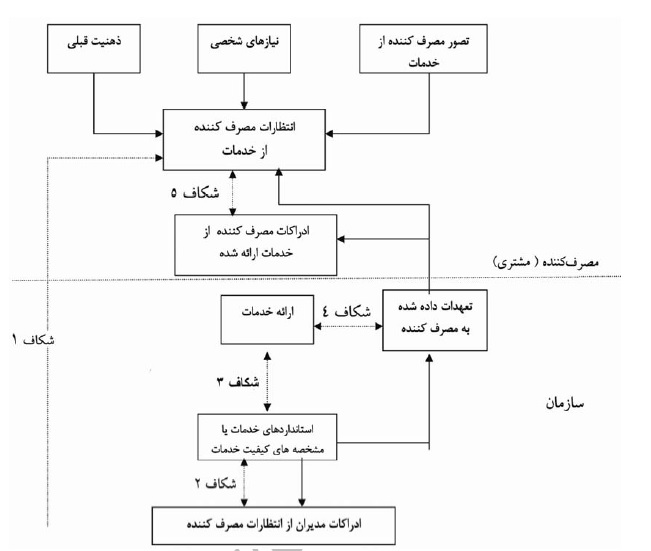 تصور مصرف کننده از
خدمات
نیازهای شخصی
ذهنیت قبلی
انتظارات مصرف کننده
از خدمات
شکاف ۵
ادراکات مصرف کننده از
خدمات ارائه شده
مصرف‌کننده ( مشتری)
تعهدات داده شده
به مصرف کننده
شکاف ٤
ارائه خدمات
شکاف ۱
شکاف ۳
سازمان
استانداردهای خدمات یا
مشخصه های کیفیت خدمات
شکاف ۲
ادراکات مدیران از انتظارات مصرف کننده